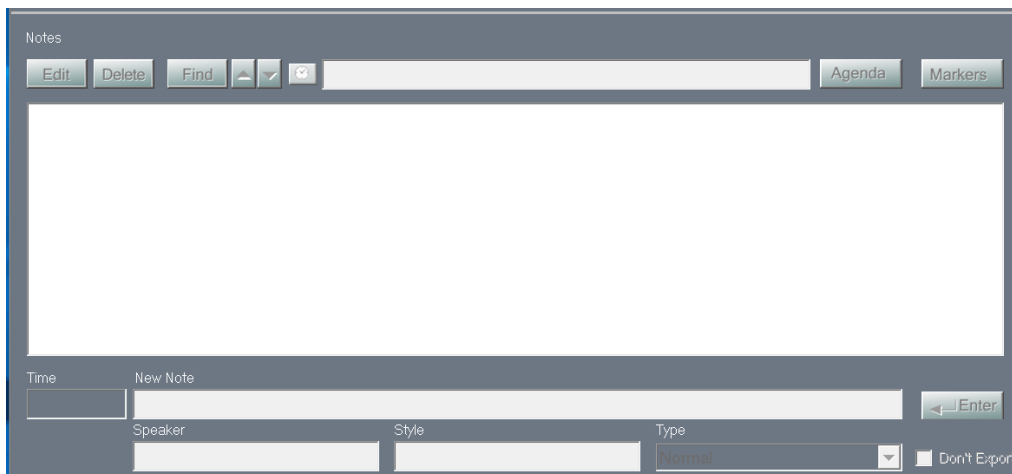 Notes
Edit Delete Find Agenda Markers
Time New Note
Enter
Speaker Style Type
Normal Don't Expor